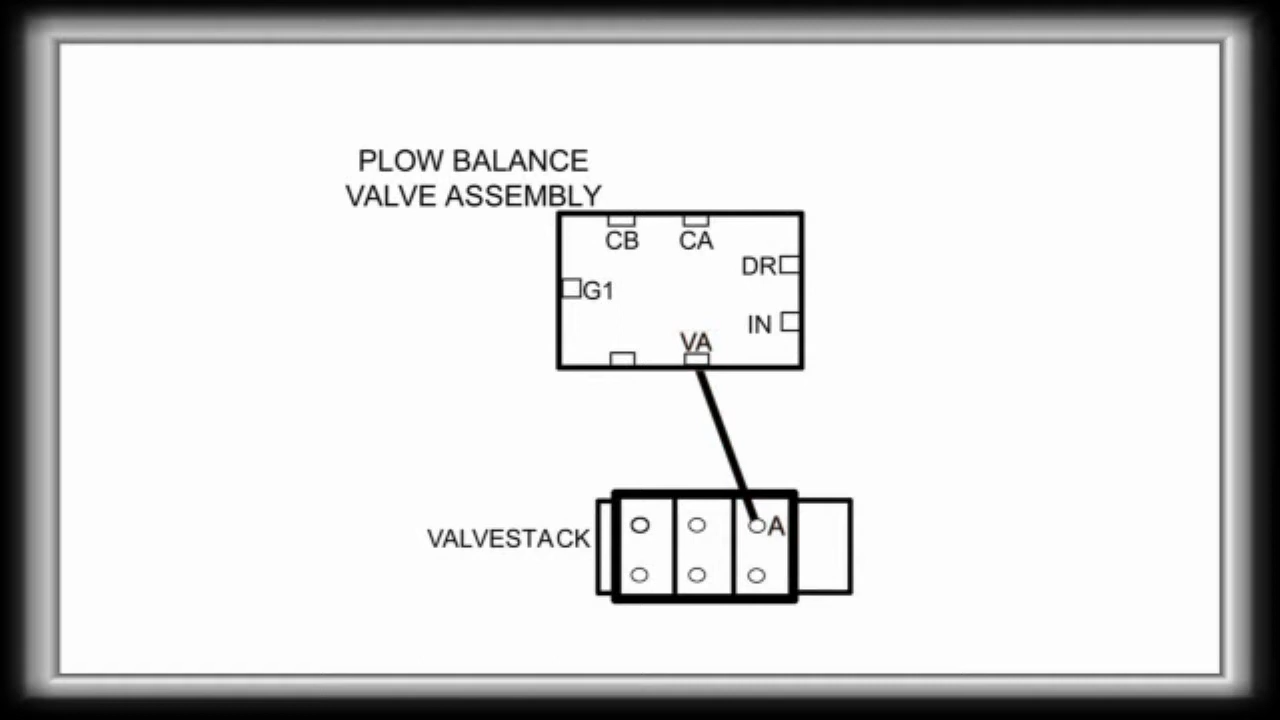 PLOW BALANCE
VALVE ASSEMBLY
CB CA
DR
G1
IN
VA
VALVESTACK
A